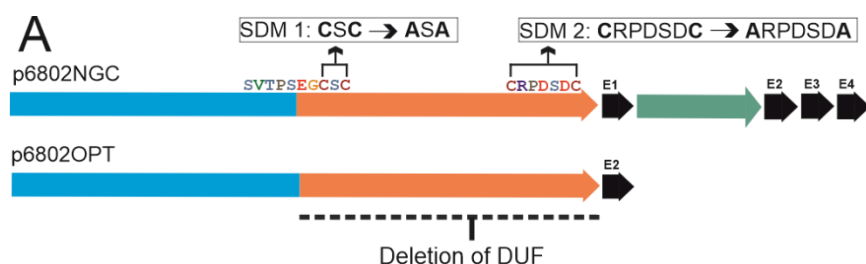 A
SDM 1: CSC → ASA
SDM 2: CRPDSDC → ARPDSDA
p6802NGC
SVTPSEGCSC
CRPDSDC
E1
E2
E3
E4
p6802OPT
E2
Deletion of DUF